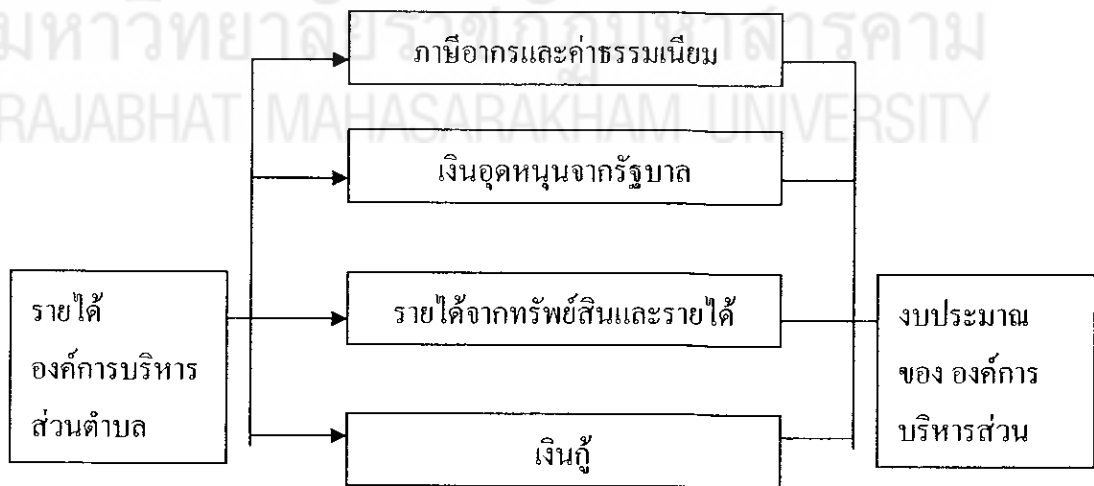 มหาวิทยาลัยราชภัฏมหาสารคาม
RAJABHAT MAHASARAKHAM UNIVERSITY
ภาษีอากรและค่าธรรมเนียม
เงินอุดหนุนจากรัฐบาล
รายได้จากทรัพย์สินและรายได้
เงินกู้
รายได้
องค์การบริหาร
ส่วนตำบล
งบประมาณ
ของ องค์การ
บริหารส่วน